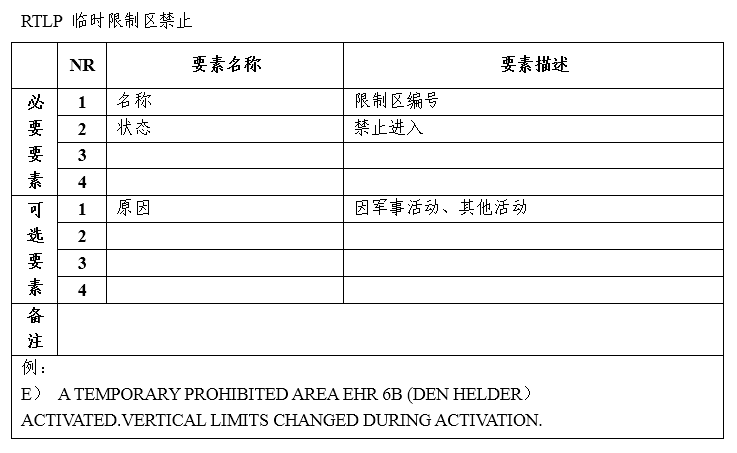 RTLP 临时限制区禁止
NR 要素名称 要素描述
必要要素
1 名称 限制区编号
2 状态 禁止进入
3
4
可选要素
1 原因 因军事活动、其他活动
2
3
4
备注
例：
E） A TEMPORARY PROHIBITED AREA EHR 6B (DEN HELDER）
ACTIVATED.VERTICAL LIMITS CHANGED DURING ACTIVATION.